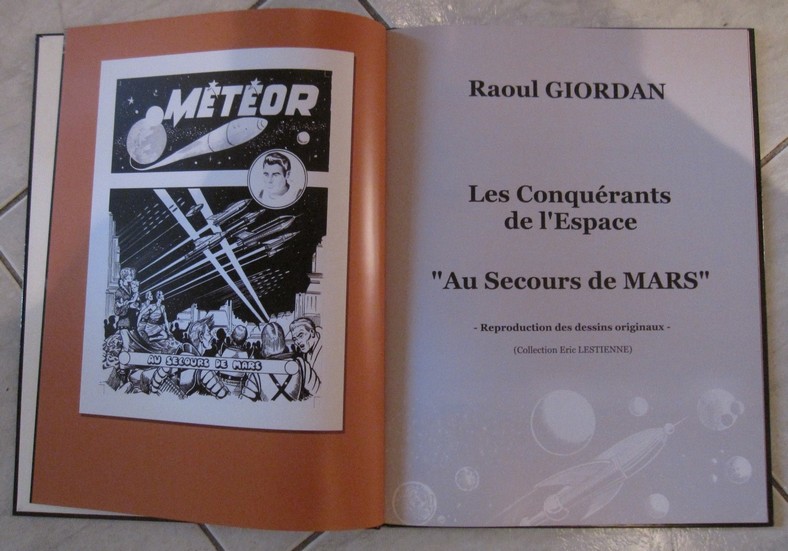 MÉTÉOR
AU SECOURS DE MARS
Raoul GIORDAN
Les Conquérants
de l'Espace
"Au Secours de MARS"
- Reproduction des dessins originaux -
(Collection Eric LESTIENNE)